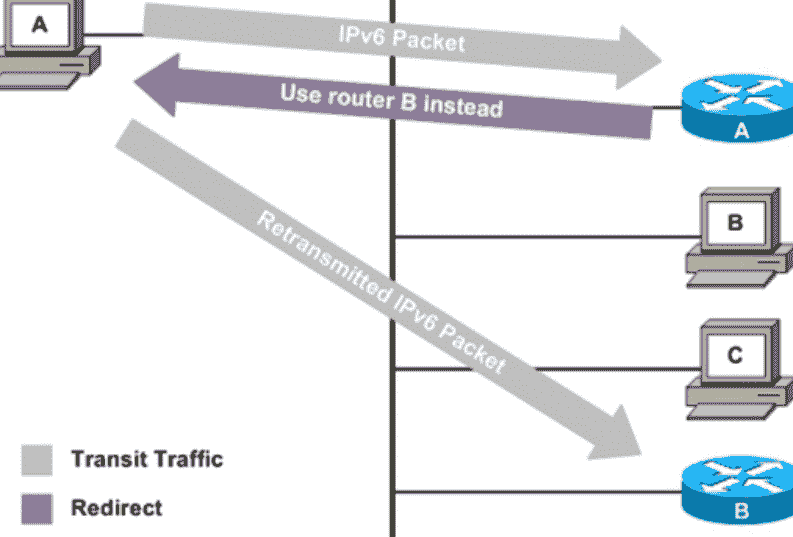 A
IPv6 Packet
Use router B instead
A
B
Retransmitted IPv6 Packet
C
Transit Traffic
Redirect
B